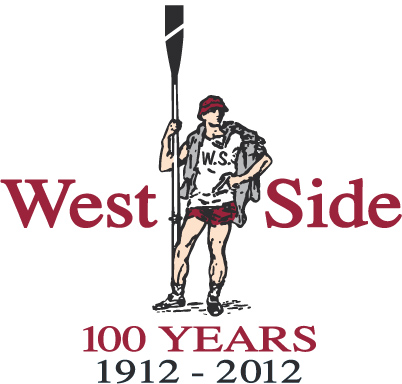 W.S.
West Side
100 YEARS
1912 - 2012